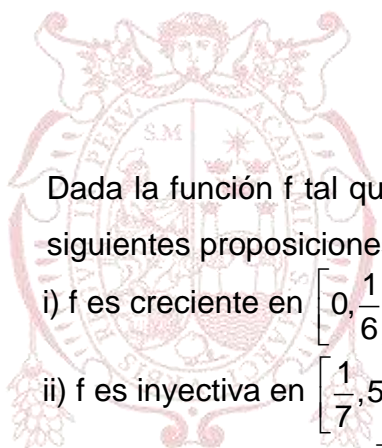 S.M
Dada la función f tal qu
siguientes proposicione
i) f es creciente en [0, 1/6
ii) f es inyectiva en [1/7, 5